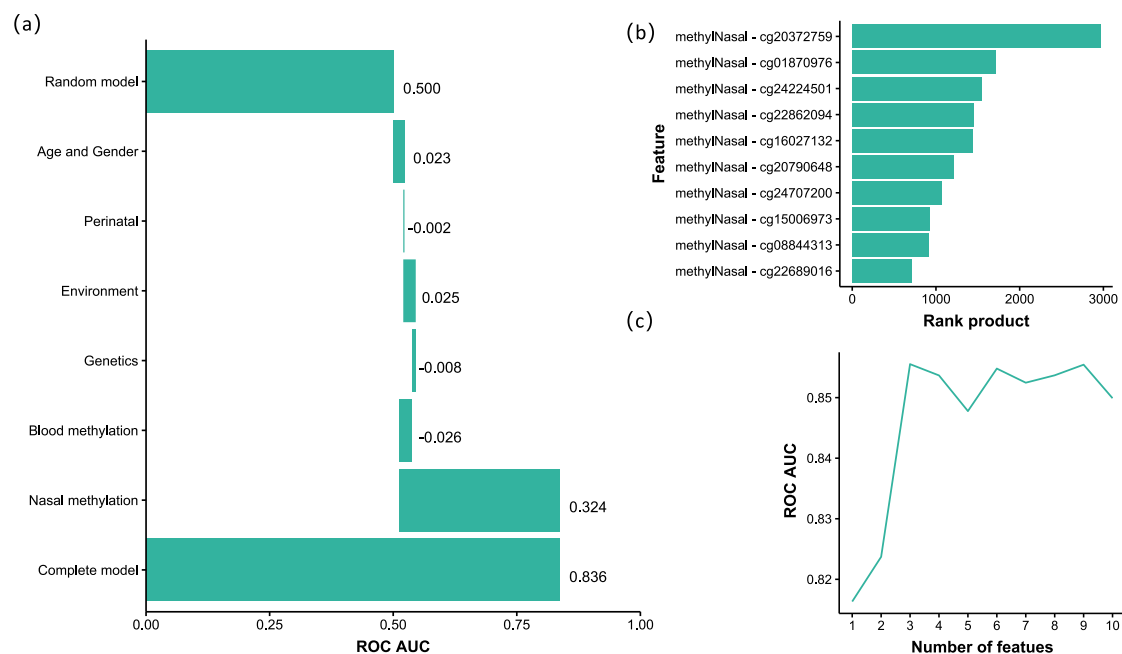 (a)
Random model
0.500
Age and Gender
0.023
Perinatal
-0.002
Environment
0.025
Genetics
-0.008
Blood methylation
-0.026
Nasal methylation
0.324
Complete model
0.836
0.00 0.25 0.50 0.75 1.00
ROC AUC
(b)
Feature
methylNasal - cg20372759
methylNasal - cg01870976
methylNasal - cg24224501
methylNasal - cg22862094
methylNasal - cg16027132
methylNasal - cg20790648
methylNasal - cg24707200
methylNasal - cg15006973
methylNasal - cg08844313
methylNasal - cg22689016
0 1000 2000 3000
Rank product
(c)
ROC AUC
0.85
0.84
0.83
0.82
1 2 3 4 5 6 7 8 9 10
Number of featues